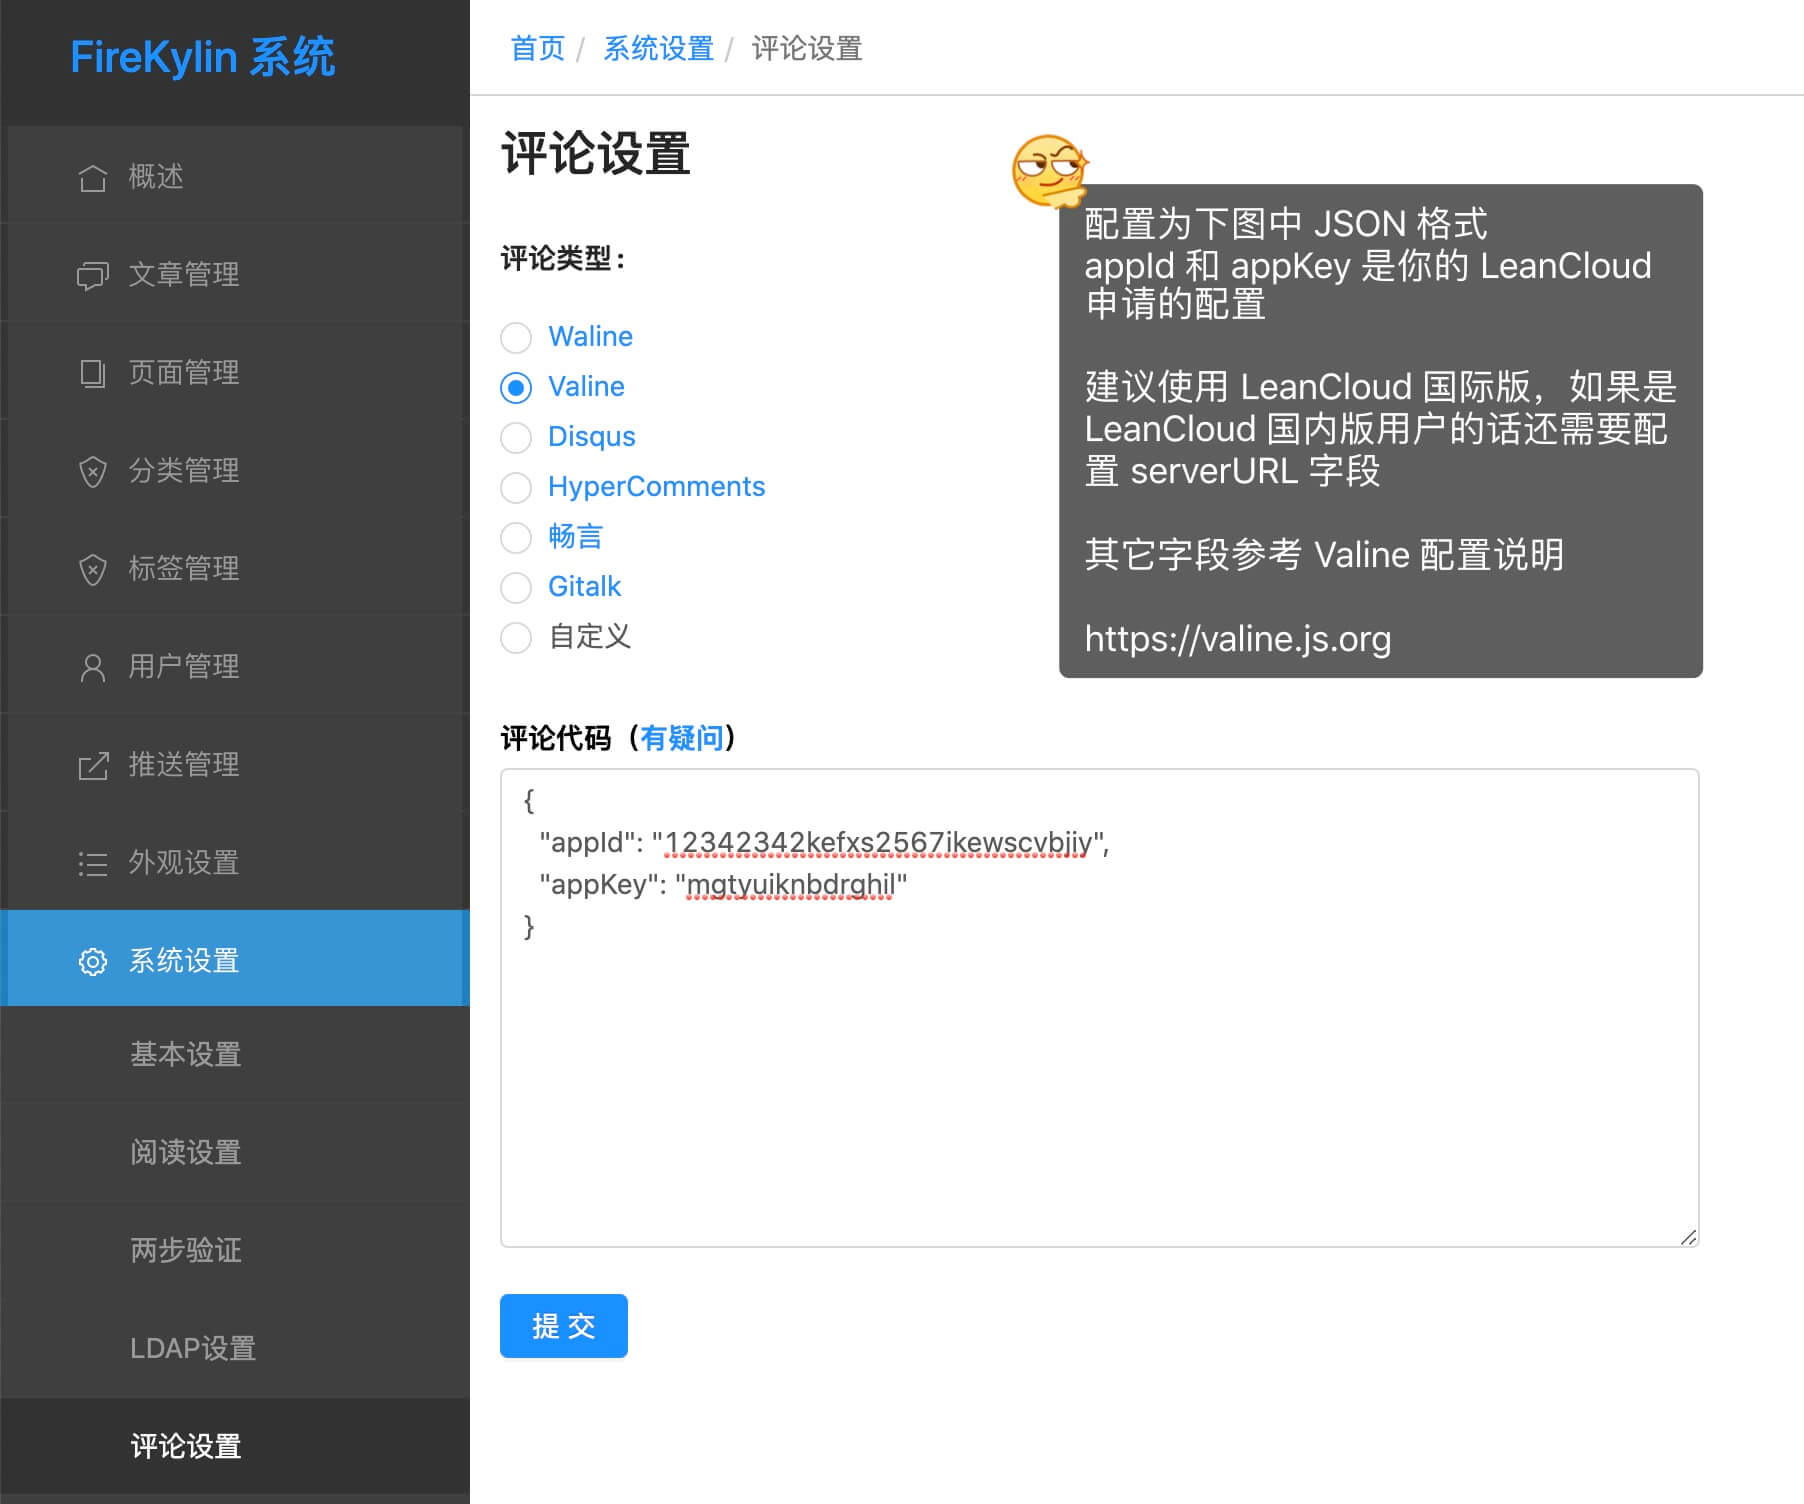 FireKylin 系统
概述
文章管理
页面管理
分类管理
标签管理
用户管理
推送管理
外观设置
系统设置
基本设置
阅读设置
两步验证
LDAP设置
评论设置
首页 / 系统设置 / 评论设置
评论设置
评论类型:
Waline
Valine
Disqus
HyperComments
畅言
Gitalk
自定义
配置为下图中 JSON 格式
appId 和 appKey 是你的 LeanCloud
申请的配置
建议使用 LeanCloud 国际版，如果是
LeanCloud 国内版用户的话还需要配
置 serverURL 字段
其它字段参考 Valine 配置说明
https://valine.js.org
评论代码（有疑问）
{
"appId": "12342342kefxs2567ikewscvbjiy",
"appKey": "mgtyuiknbdrghil"
}
提 交